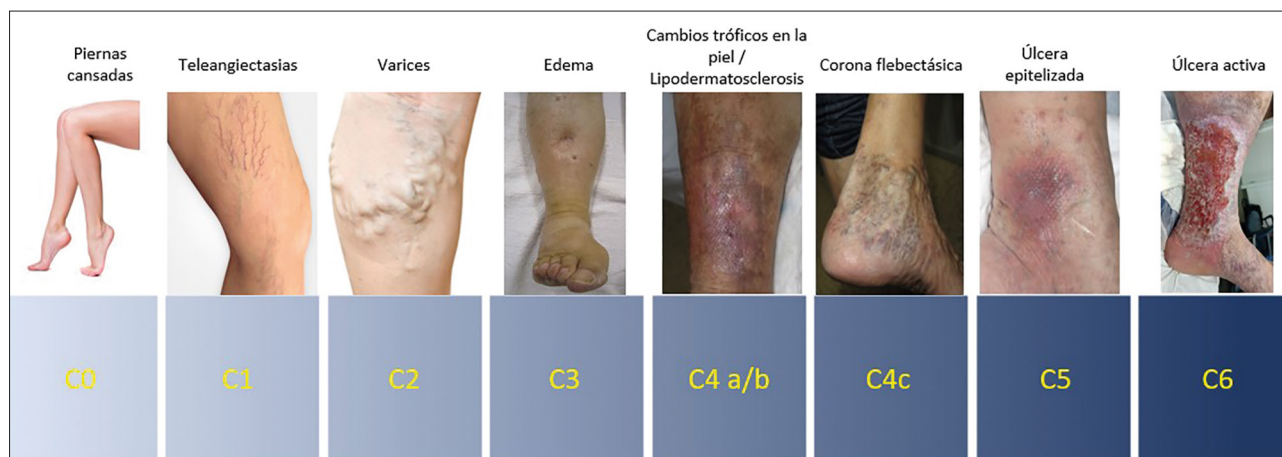 Piernas
cansadas
Teleangiectasias
Varices
Edema
Cambios tróficos en la
piel /
Lipodermatosclerosis
Corona flebectásica
Úlcera
epitelizada
Úlcera activa
C0
C1
C2
C3
C4 a/b
C4c
C5
C6